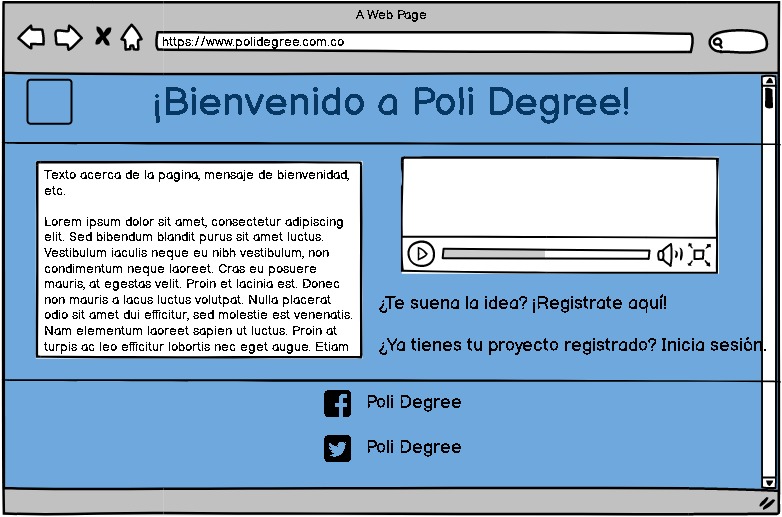 A Web Page
https://www.polidegree.com.co
¡Bienvenido a Poli Degree!
Texto acerca de la pagina, mensaje de bienvenidad,
etc.
Lorem ipsum dolor sit amet, consectetur adipiscing
elit. Sed bibendum blandit purus sit amet luctus.
Vestibulum iaculis neque eu nibh vestibulum, non
condimentum neque laoreet. Cras eu posuere
mauris, at egestas velit. Proin et lacinia est. Donec
non mauris a lacus luctus volutpat. Nulla placerat
odio sit amet dui efficitur, sed molestie est venenatis.
Nam elementum laoreet sapien ut luctus. Proin at
turpis ac leo efficitur lobortis nec eget augue. Etiam
¿Te suena la idea? ¡Registrate aquí!
¿Ya tienes tu proyecto registrado? Inicia sesión.
Poli Degree
Poli Degree